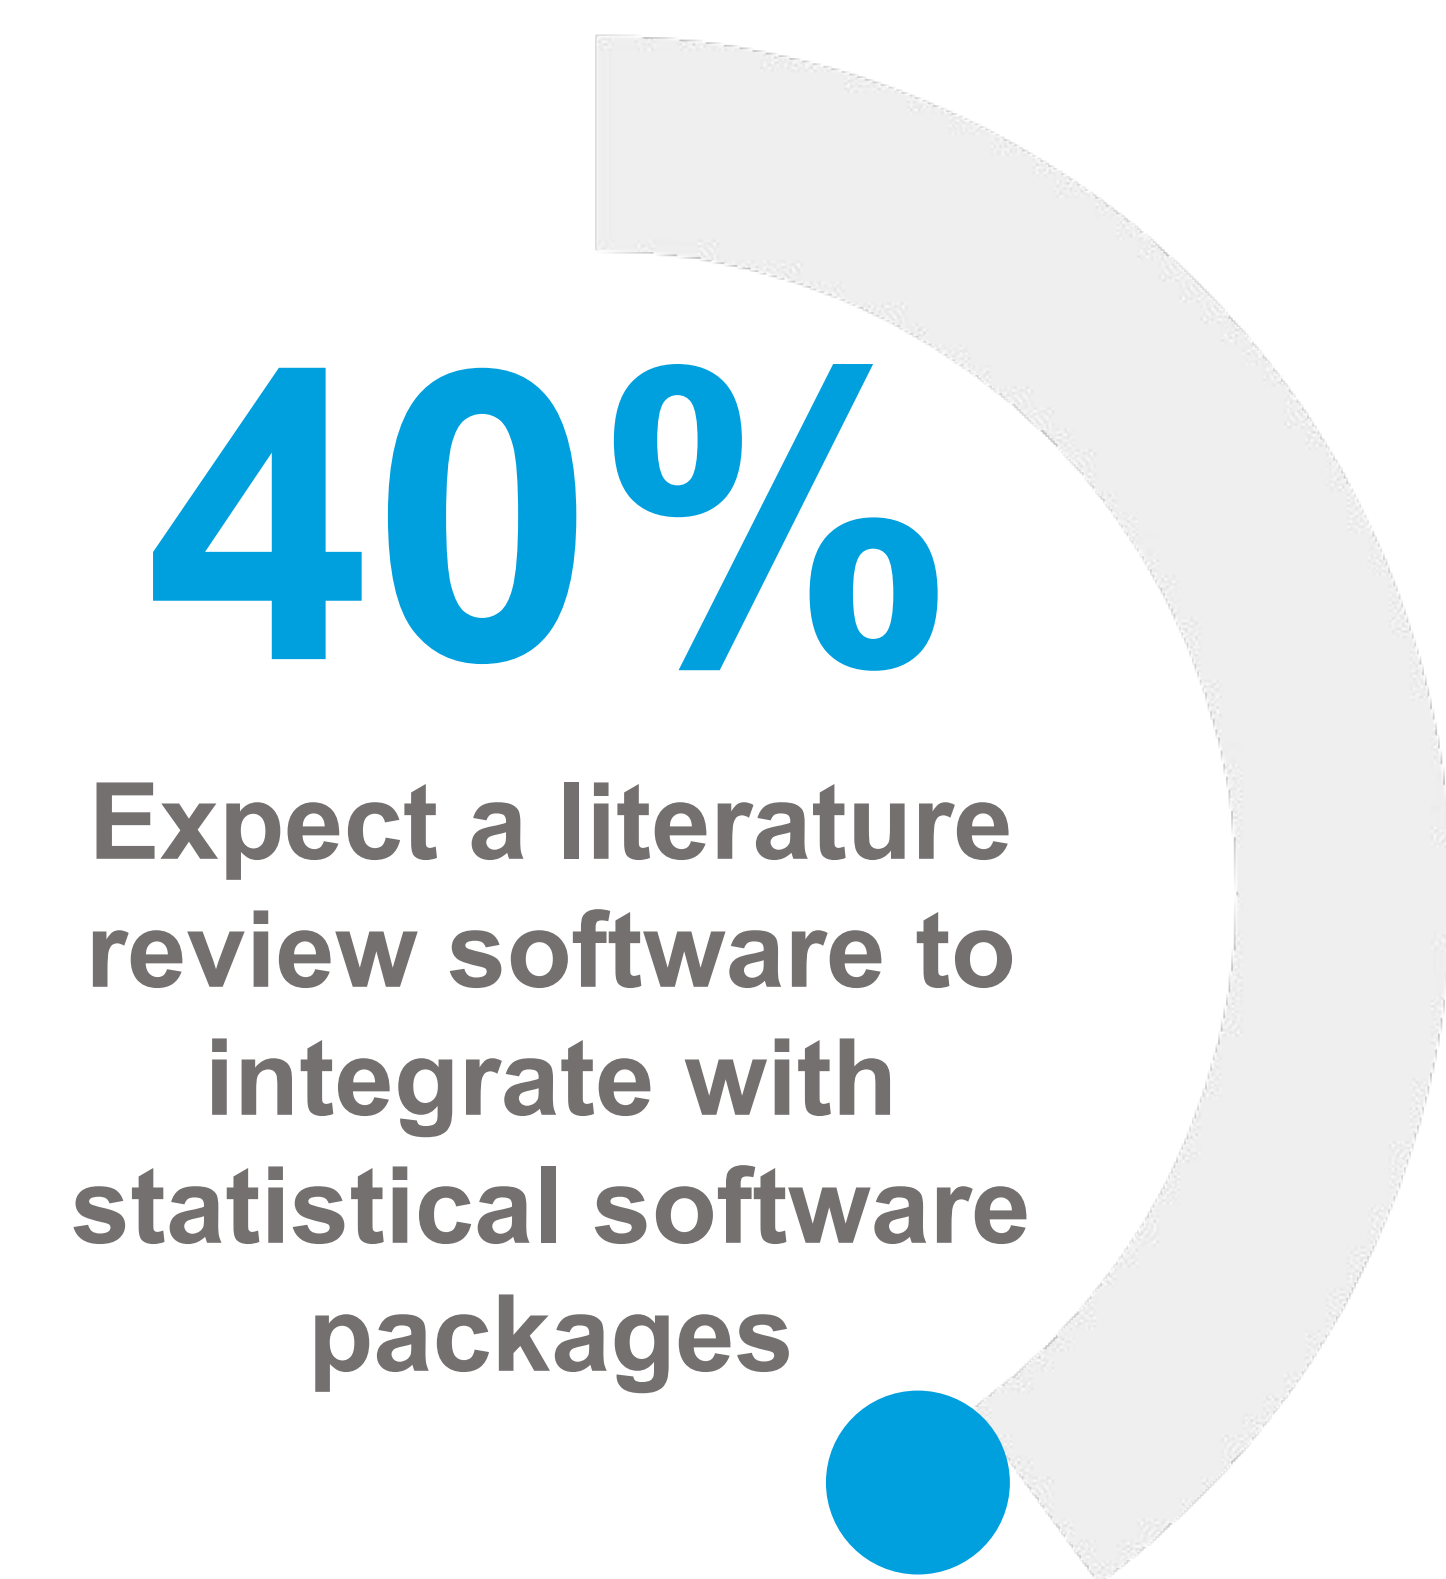 40%
Expect a literature
review software to
integrate with
statistical software
packages